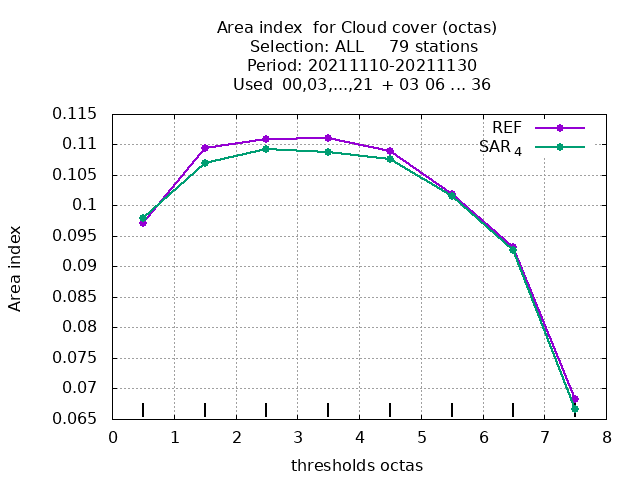 Area index  for Cloud cover (octas)
Selection: ALL     79 stations
Period: 20211110-20211130
Used  00,03,...,21  + 03 06 ... 36
0.115
0.11
0.105
0.1
0.095
0.09
0.085
0.08
0.075
0.07
0.065
Area index
REF
SAR4
0 1 2 3 4 5 6 7 8
thresholds octas